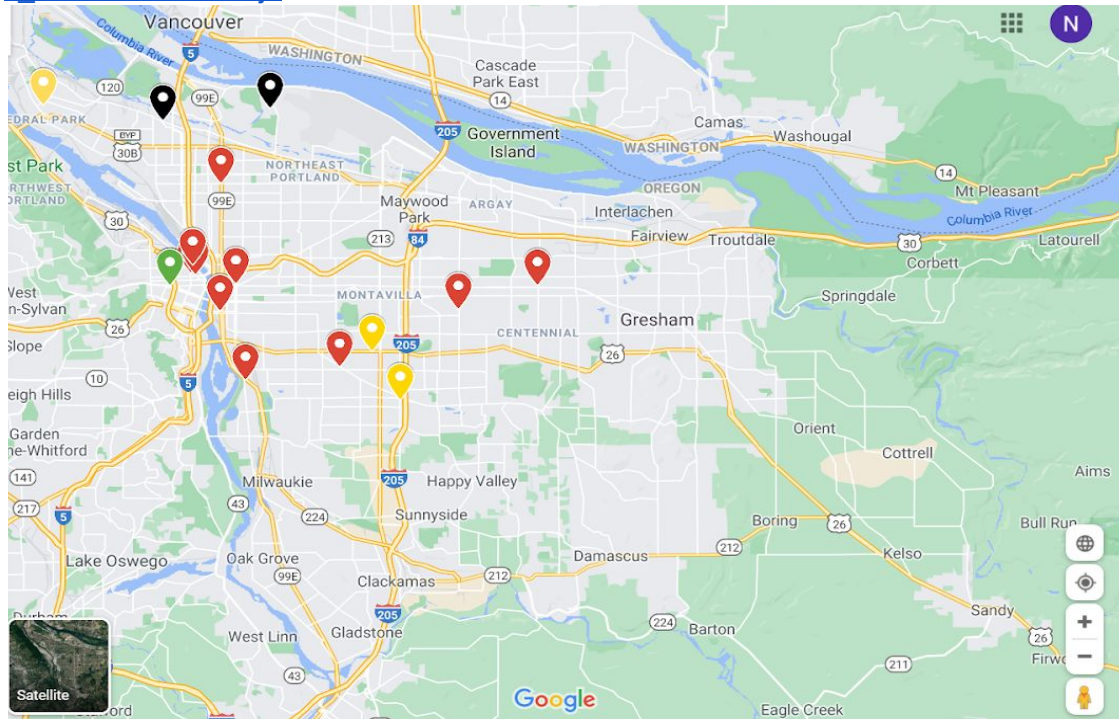 Vancouver
Columbia River
5
WASHINGTON
Cascade
Park East
14
N
120
99E
EDRAL PARK
BYP
30B
205
Government
Island
Camas
Washougal
WASHINGTON
OREGON
14
Mt Pleasant
Columbia River
st Park
RTHWEST
ORTLAND
NORTHEAST
PORTLAND
99E
Maywood
Park
ARGAY
Interlachen
30
213
84
Fairview
Troutdale
30
Latourell
Corbett
West
n-Sylvan
MONTAVILLA
Springdale
26
Slope
205
CENTENNIAL
Gresham
26
10
5
eigh Hills
Garden
ne-Whitford
Orient
Cottrell
141
Milwaukie
205
Happy Valley
Aims
217
5
43
224
Sunnyside
Boring
26
Bull Run
Lake Oswego
Oak Grove
99E
Clackamas
212
Damascus
212
Kelso
Durham
205
Sandy
West Linn
Gladstone
224
Barton
26
Firwo
43
211
Satellite
Google
Eagle Creek